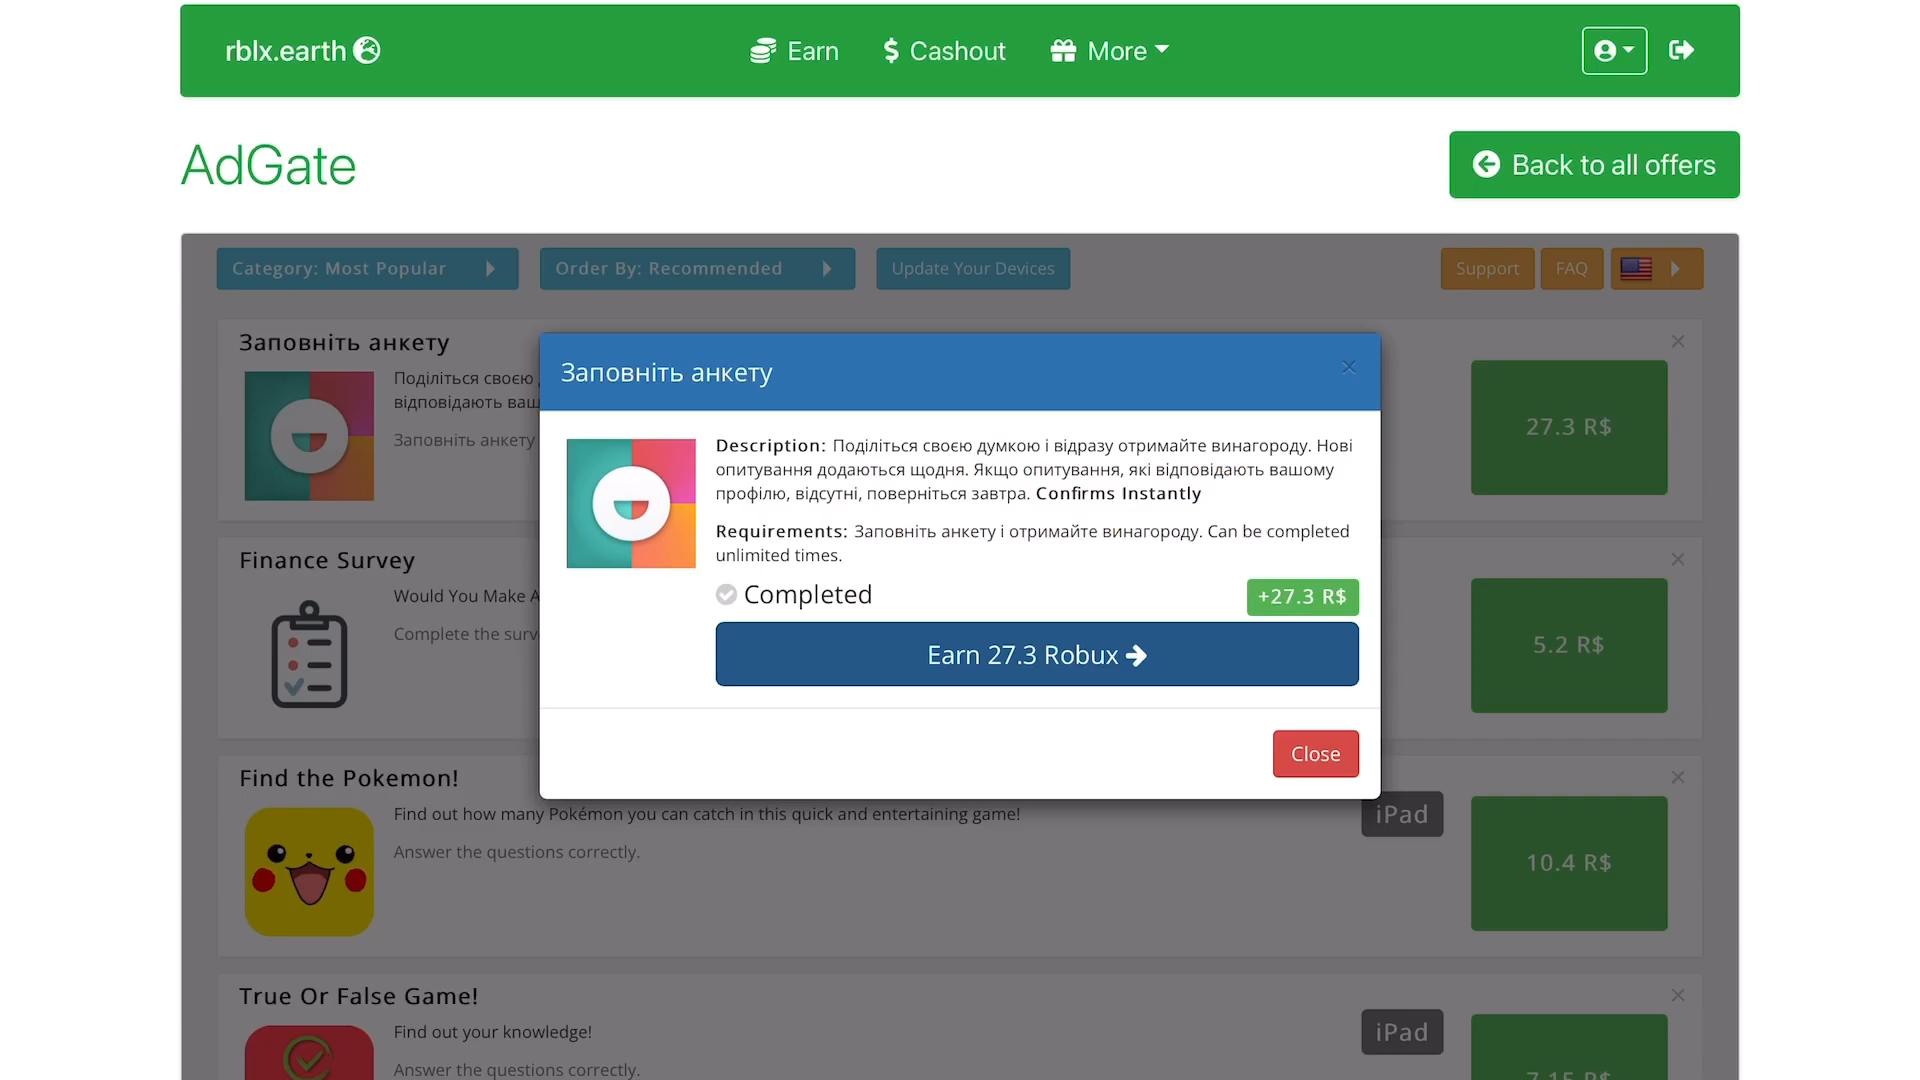 rblx.earth
Earn
Cashout
More
AdGate
Back to all offers
Category: Most Popular
Order By: Recommended
Update Your Devices
Support
FAQ
Заповніть анкету
Поділіться своєю
відповідають
Заповніть анкету
27.3 R$
Заповніть анкету
Description: Поділіться своєю думкою і відразу отримайте винагороду. Нові
опитування додаються щодня. Якщо опитування, які відповідають вашому
профілю, відсутні, поверніться завтра. Confirms Instantly
Requirements: Заповніть анкету і отримайте винагороду. Can be completed
unlimited times.
Completed
+27.3 R$
Earn 27.3 Robux
Close
Finance Survey
Would You Make
Complete the
5.2 R$
Find the Pokemon!
Find out how many Pokémon you can catch in this quick and entertaining game!
Answer the questions correctly.
iPad
10.4 R$
True Or False Game!
Find out your knowledge!
Answer the questions correctly.
iPad
7.15 R$